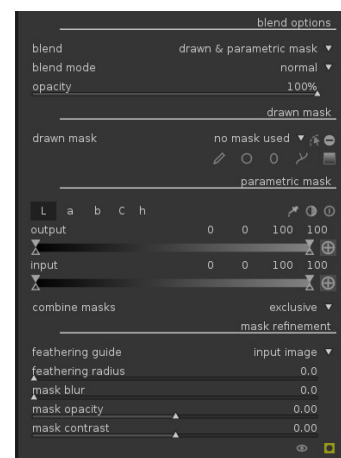 blend options
blend drawn & parametric mask
blend mode normal
opacity 100%
drawn mask
drawn mask no mask used
parametric mask
L a b C h
output 0 0 100 100
input 0 0 100 100
combine masks exclusive
mask refinement
feathering guide input image
feathering radius 0.0
mask blur 0.0
mask opacity 0.00
mask contrast 0.00